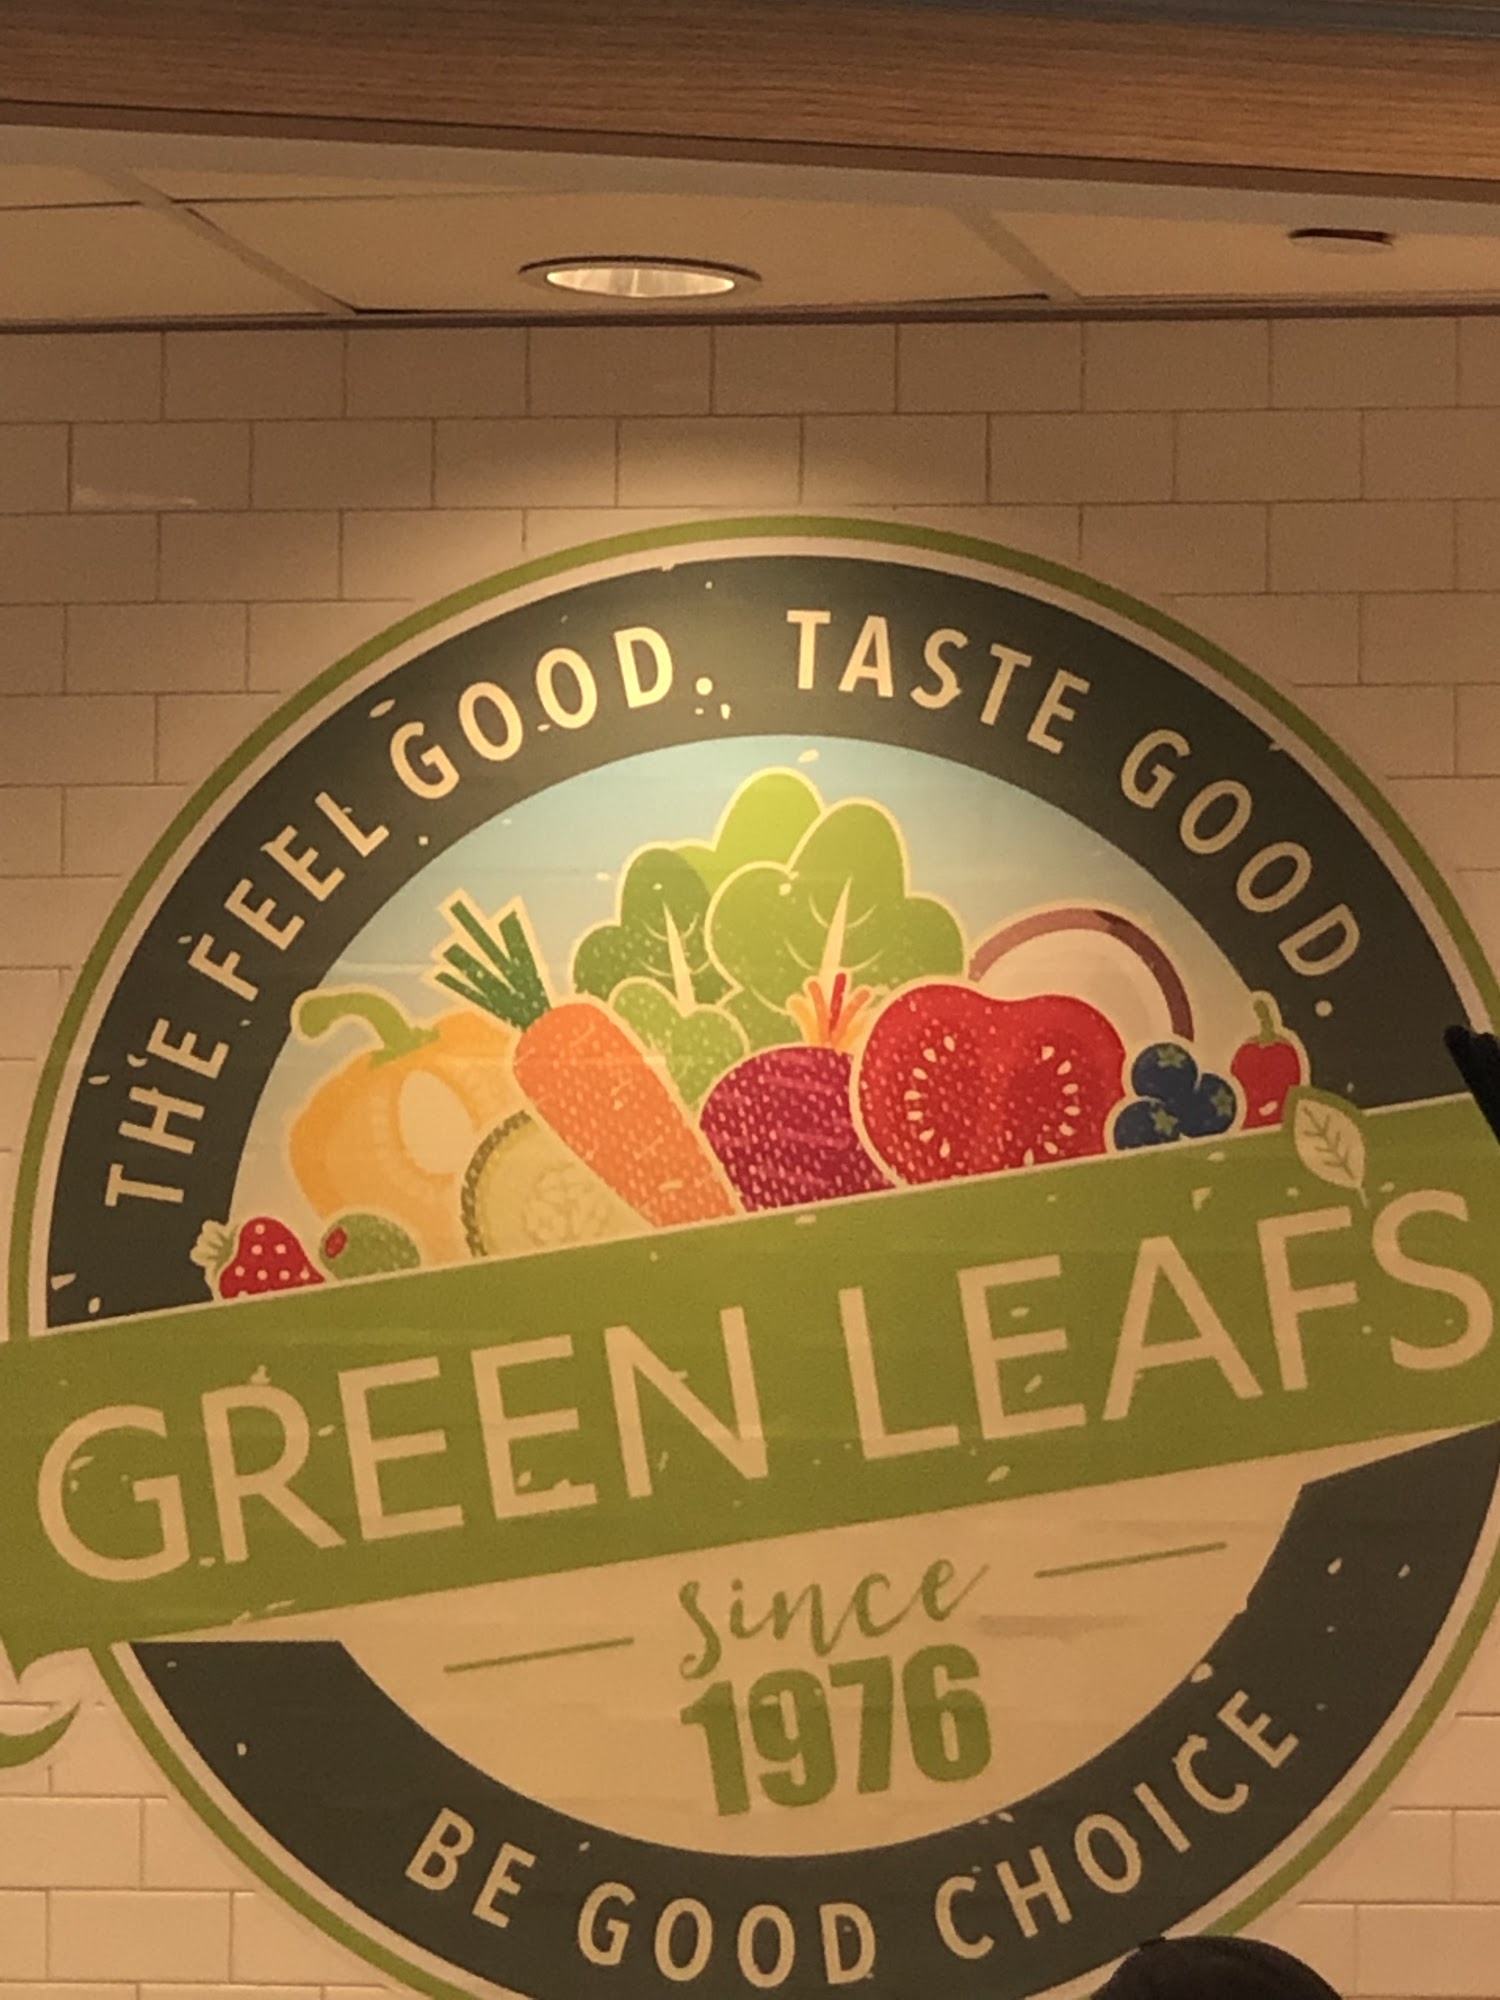 THE FEEL GOOD. TASTE GOOD.
GREEN LEAFS
Since
1976
BE GOOD CHOICE